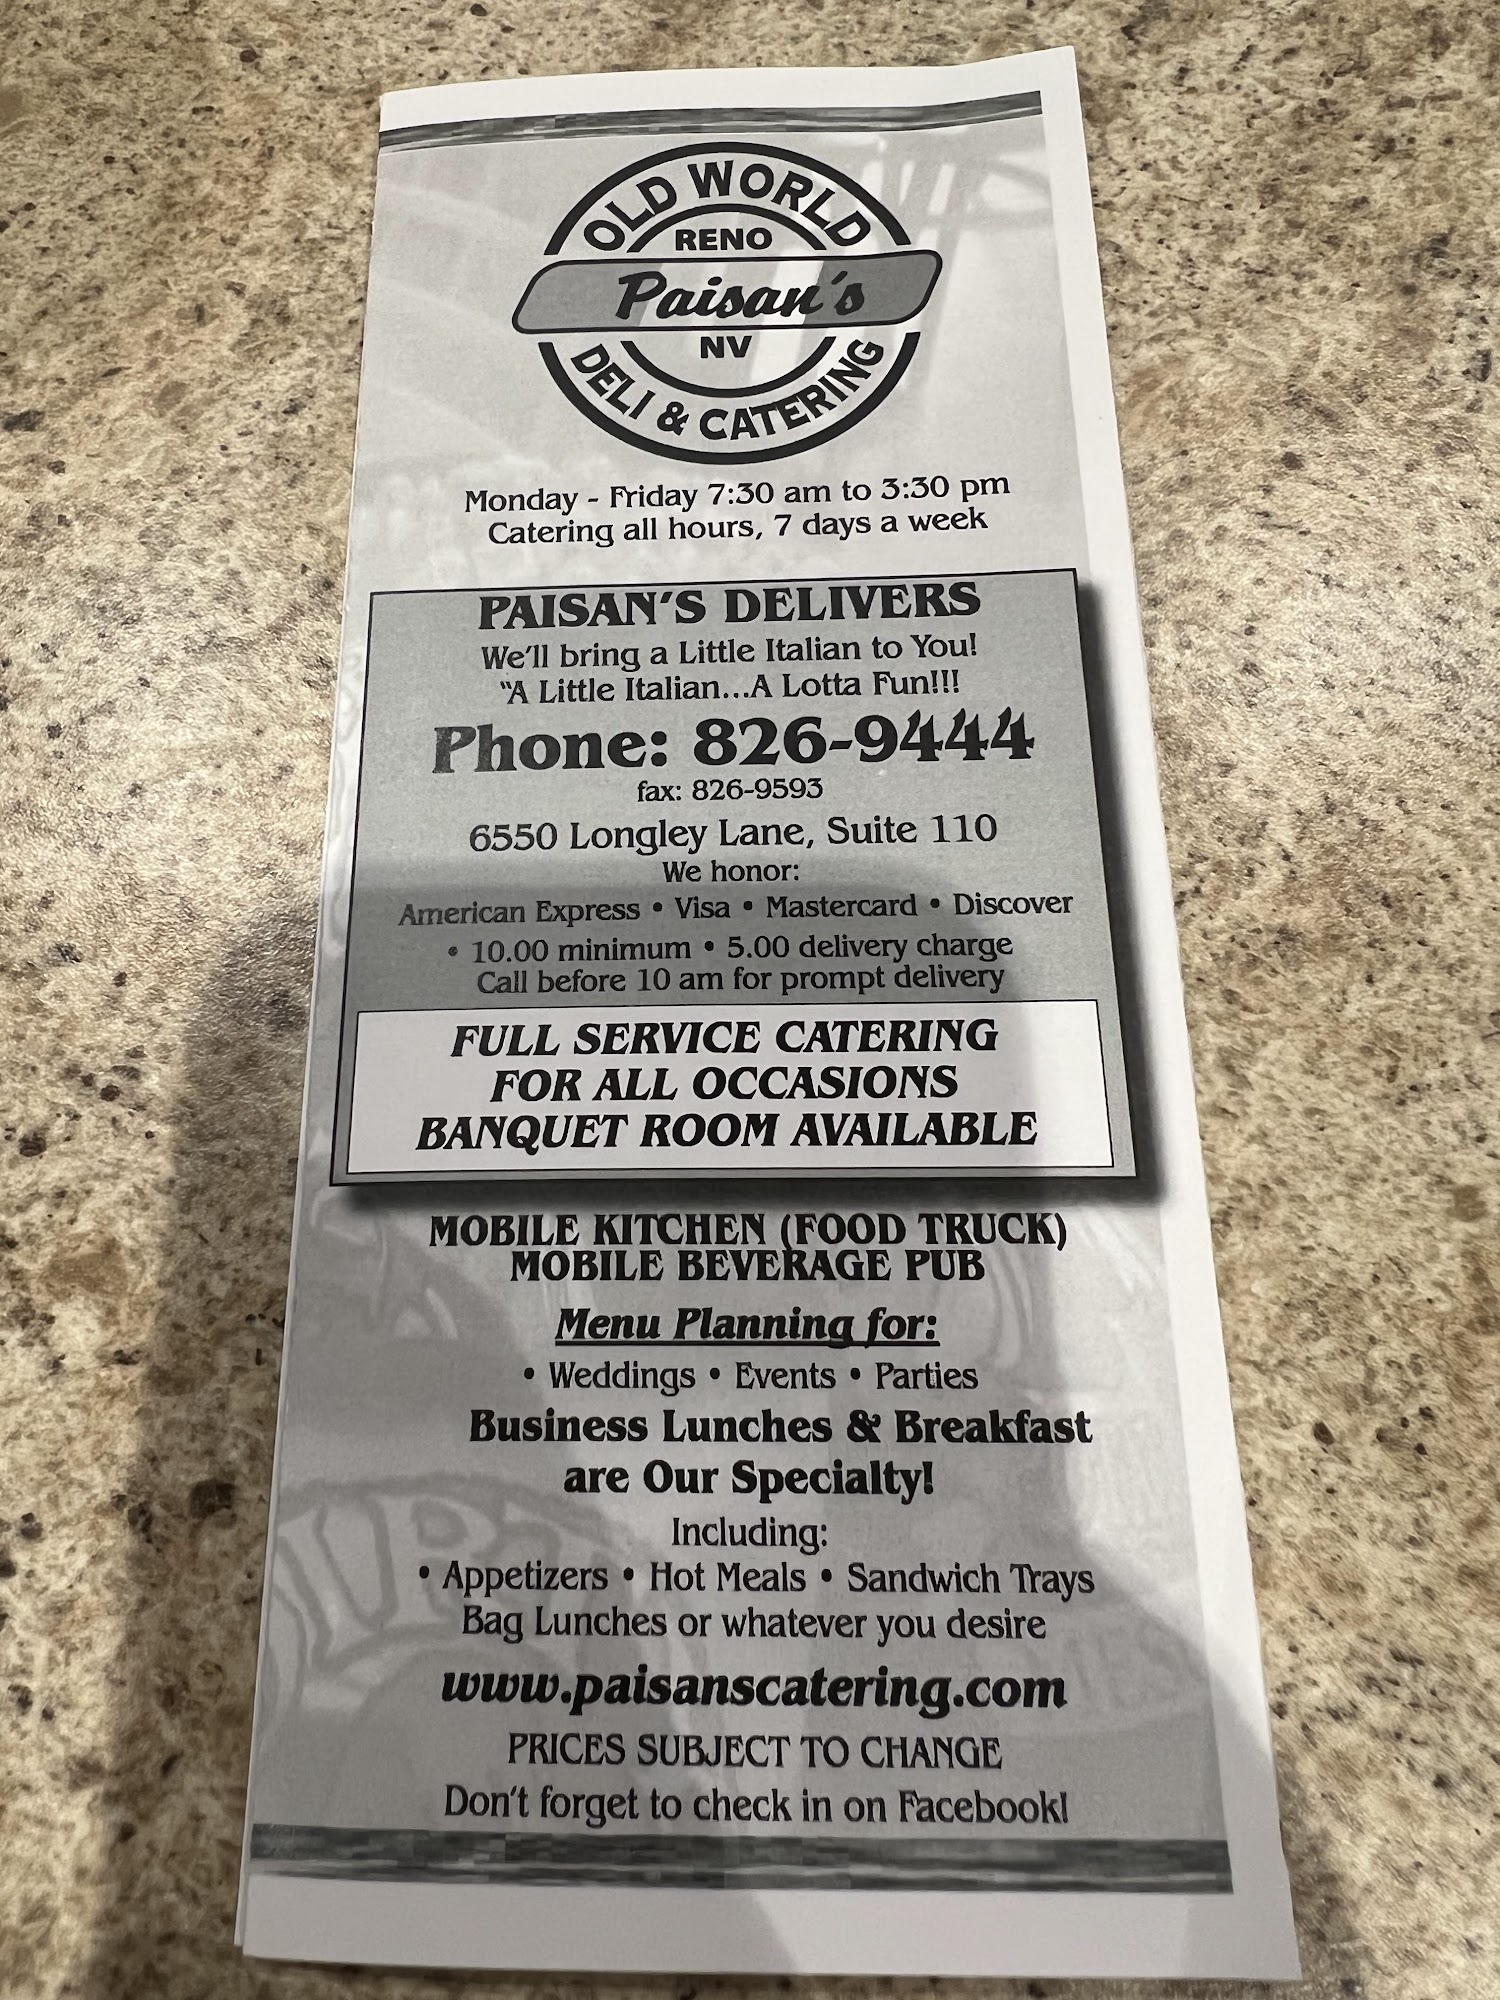 OLD WORLD
RENO
Paisan's
NV
DELI & CATERING
Monday - Friday 7:30 am to 3:30 pm
Catering all hours, 7 days a week
PAISAN'S DELIVERS
We'll bring a Little Italian to You!
"A Little Italian...A Lotta Fun!!!
Phone: 826-9444
fax: 826-9593
6550 Longley Lane, Suite 110
We honor:
American Express • Visa • Mastercard • Discover
• 10.00 minimum • 5.00 delivery charge
Call before 10 am for prompt delivery
FULL SERVICE CATERING
FOR ALL OCCASIONS
BANQUET ROOM AVAILABLE
MOBILE KITCHEN (FOOD TRUCK)
MOBILE BEVERAGE PUB
Menu Planning for:
• Weddings • Events • Parties
Business Lunches & Breakfast
are Our Specialty!
Including:
• Appetizers • Hot Meals • Sandwich Trays
Bag Lunches or whatever you desire
www.paisanscatering.com
PRICES SUBJECT TO CHANGE
Don't forget to check in on Facebook!